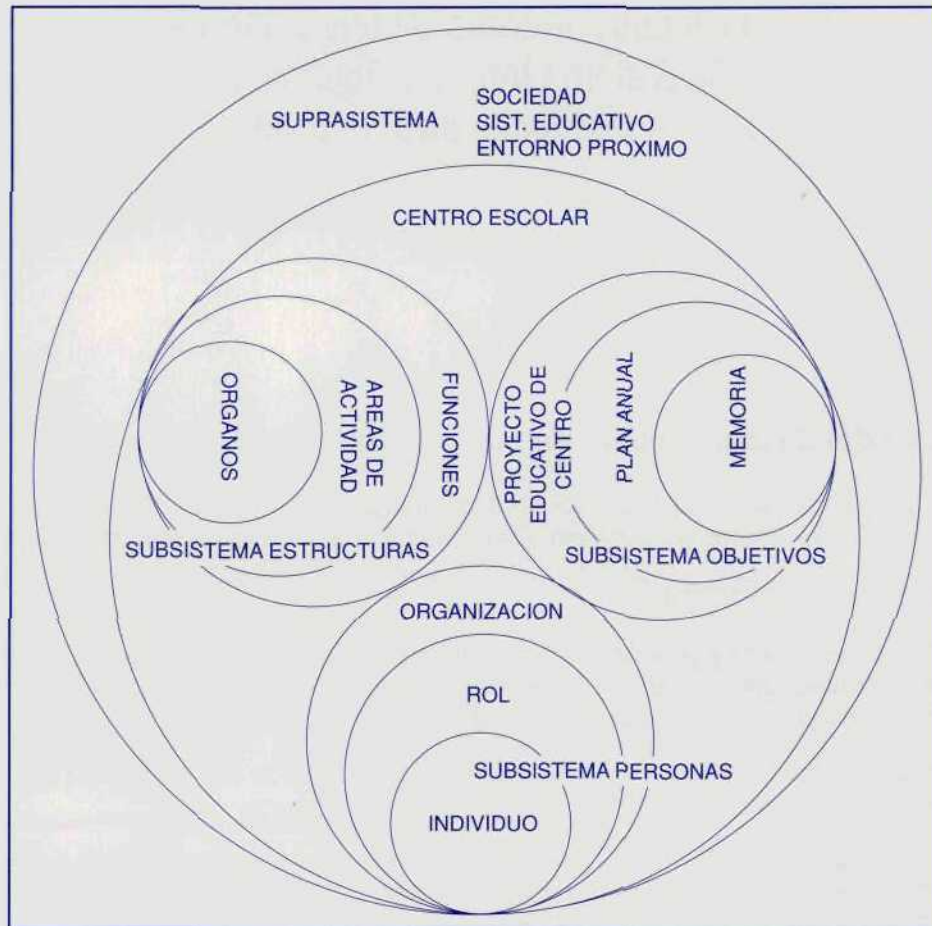 SUPRASISTEMA
SOCIEDAD
SIST. EDUCATIVO
ENTORNO PROXIMO
CENTRO ESCOLAR
ORGANOS
AREAS DE
ACTIVIDAD
FUNCIONES
SUBSISTEMA ESTRUCTURAS
PROYECTO
EDUCATIVO DE
CENTRO
PLAN ANUAL
MEMORIA
SUBSISTEMA OBJETIVOS
ORGANIZACION
ROL
SUBSISTEMA PERSONAS
INDIVIDUO